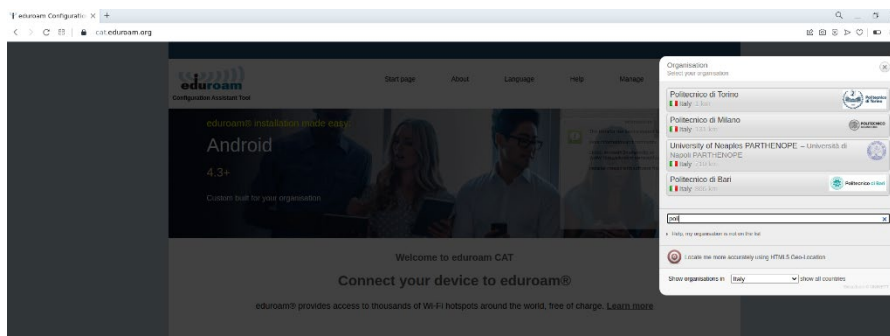 eduroam Configuratio
cat.eduroam.org
eduroam
Configuration Assistant Tool
Start page
About
Language
Help
Manage
eduroam® installation made easy:
Android
4.3+
Custom built for your organisation
Welcome to eduroam CAT
Connect your device to eduroam®
eduroam® provides access to thousands of Wi-Fi hotspots around the world, free of charge. Learn more
Organisation
Select your organisation
Politecnico di Torino
Italy
Politecnico di Torino
Politecnico di Milano
Italy
POLITECNICO
University of Noaples PARTHENOPE – Università di
Napoli PARTHENOPE
Italy
Politecnico di Bari
Italy
Politecnico di Bari
poli
Help, my organisation is not on the list
Locate me more accurately using HTML5 Geo-Location
Show organisations in Italy show all countries